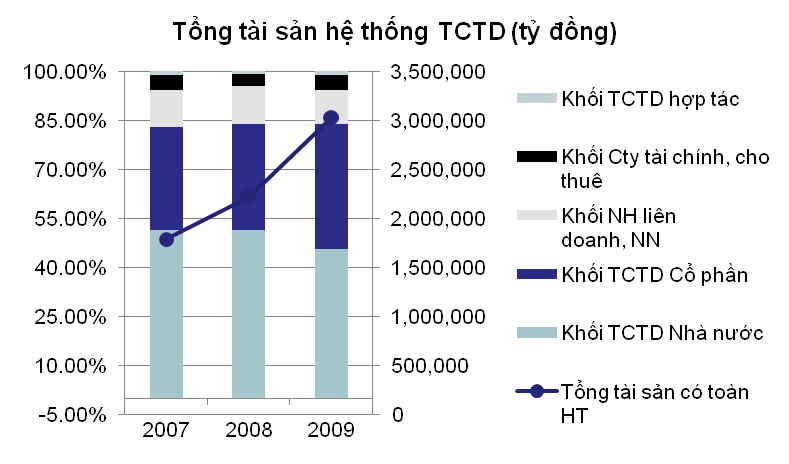 Tổng tài sản hệ thống TCTD (tỷ đồng)
100.00%
85.00%
70.00%
55.00%
40.00%
25.00%
10.00%
-5.00%
3,500,000
3,000,000
2,500,000
2,000,000
1,500,000
1,000,000
500,000
0
2007 2008 2009
Khối TCTD hợp tác
Khối Cty tài chính, cho
thuê
Khối NH liên
doanh, NN
Khối TCTD Cổ phần
Khối TCTD Nhà nước
Tổng tài sản có toàn
HT